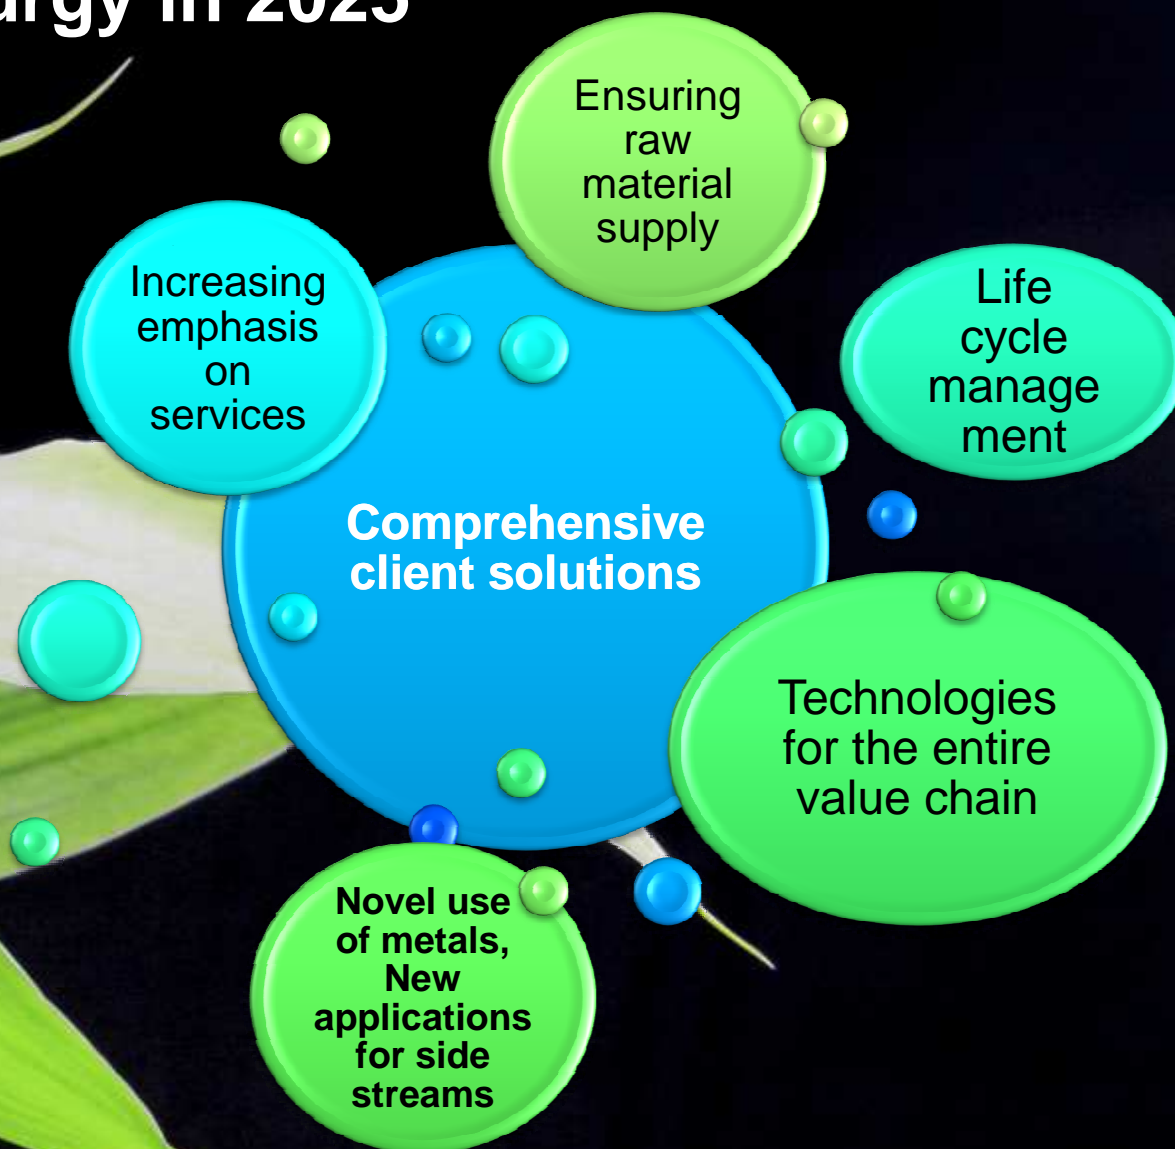 urgy in 2025
Ensuring
raw
material
supply
Increasing
emphasis
on
services
Life
cycle
manage
ment
Comprehensive
client solutions
Technologies
for the entire
value chain
Novel use
of metals,
New
applications
for side
streams